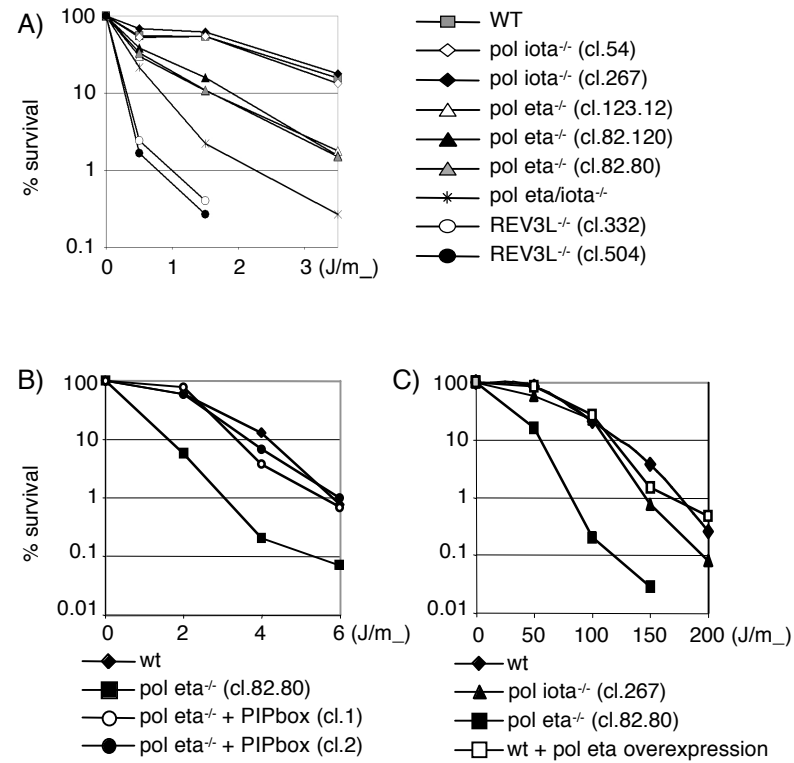 A)
% survival
100
10
1
0.1
0 1 2 3 (J/m_)
WT
pol iota-/- (cl.54)
pol iota-/- (cl.267)
pol eta-/- (cl.123.12)
pol eta-/- (cl.82.120)
pol eta-/- (cl.82.80)
pol eta/iota-/-
REV3L-/- (cl.332)
REV3L-/- (cl.504)
B)
% survival
100
10
1
0.1
0.01
0 2 4 6 (J/m_)
wt
pol eta-/- (cl.82.80)
pol eta-/- + PIPbox (cl.1)
pol eta-/- + PIPbox (cl.2)
C)
100
10
1
0.1
0.01
0 50 100 150 200 (J/m_)
wt
pol iota-/- (cl.267)
pol eta-/- (cl.82.80)
wt + pol eta overexpression